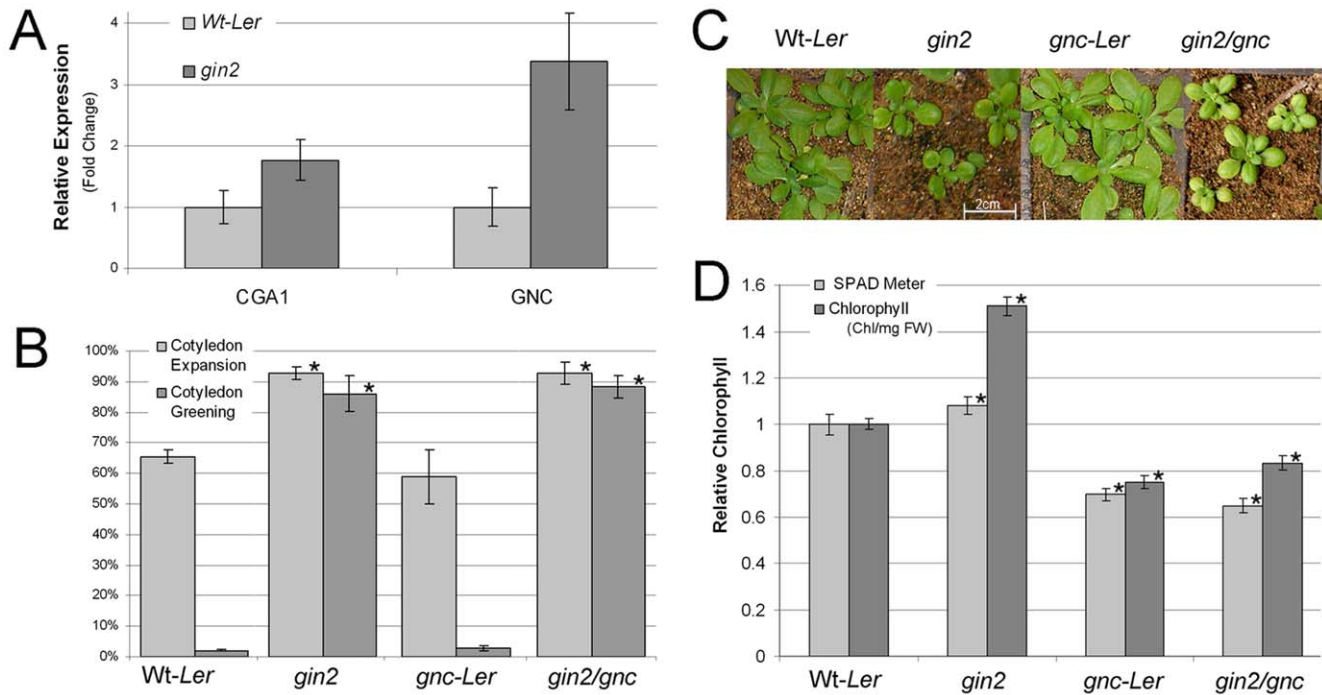 A
Relative Expression
(Fold Change)
Wt-Ler
gin2
4
3
2
1
0
CGA1
GNC
B
Cotyledon
Expansion
Cotyledon
Greening
100%
90%
80%
70%
60%
50%
40%
30%
20%
10%
0%
*
*
*
*
Wt-Ler
gin2
gnc-Ler
gin2/gnc
C
Wt-Ler
gin2
gnc-Ler
gin2/gnc
2cm
D
Relative Chlorophyll
SPAD Meter
Chlorophyll
(Chl/mg FW)
1.6
1.4
1.2
1
0.8
0.6
0.4
0.2
0
*
*
*
*
*
*
Wt-Ler
gin2
gnc-Ler
gin2/gnc